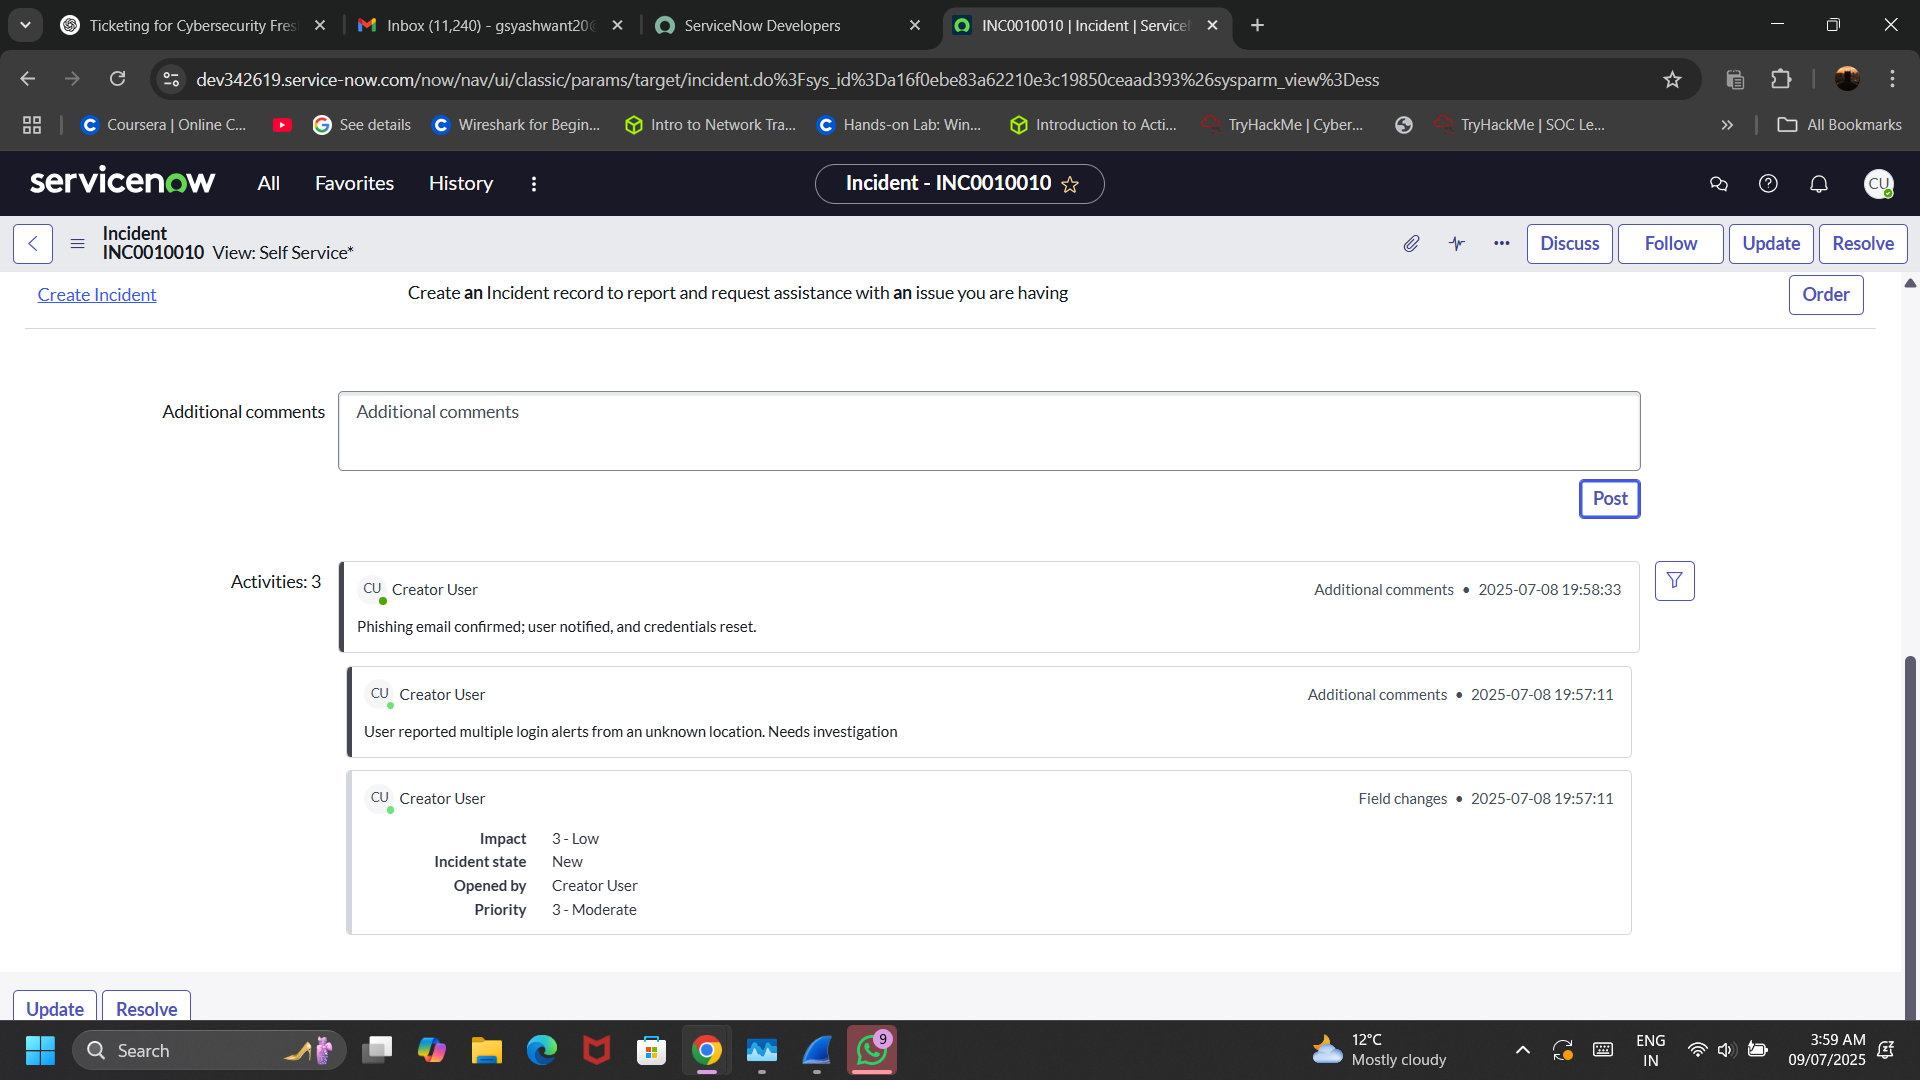 Ticketing for Cybersecurity Fres
Inbox (11,240) - gsyashwant20
ServiceNow Developers
INC0010010 | Incident | Service
dev342619.service-now.com/now/nav/ui/classic/params/target/incident.do%3Fsys_id%3Da16f0ebe83a62210e3c19850ceaad393%26sysparm_view%3Dess
Coursera | Online C...
See details
Wireshark for Begin...
Intro to Network Tra...
Hands-on Lab: Win...
Introduction to Acti...
TryHackMe | Cyber...
TryHackMe | SOC Le...
All Bookmarks
servicenow
All
Favorites
History
Incident - INC0010010
CU
Incident
INC0010010 View: Self Service*
Discuss
Follow
Update
Resolve
Create Incident
Create an Incident record to report and request assistance with an issue you are having
Order
Additional comments
Additional comments
Post
Activities: 3
CU Creator User
Additional comments • 2025-07-08 19:58:33
Phishing email confirmed; user notified, and credentials reset.
CU Creator User
Additional comments • 2025-07-08 19:57:11
User reported multiple login alerts from an unknown location. Needs investigation
CU Creator User
Field changes • 2025-07-08 19:57:11
Impact 3 - Low
Incident state New
Opened by Creator User
Priority 3 - Moderate
Update
Resolve
Search
9
12°C
Mostly cloudy
ENG
IN
3:59 AM
09/07/2025